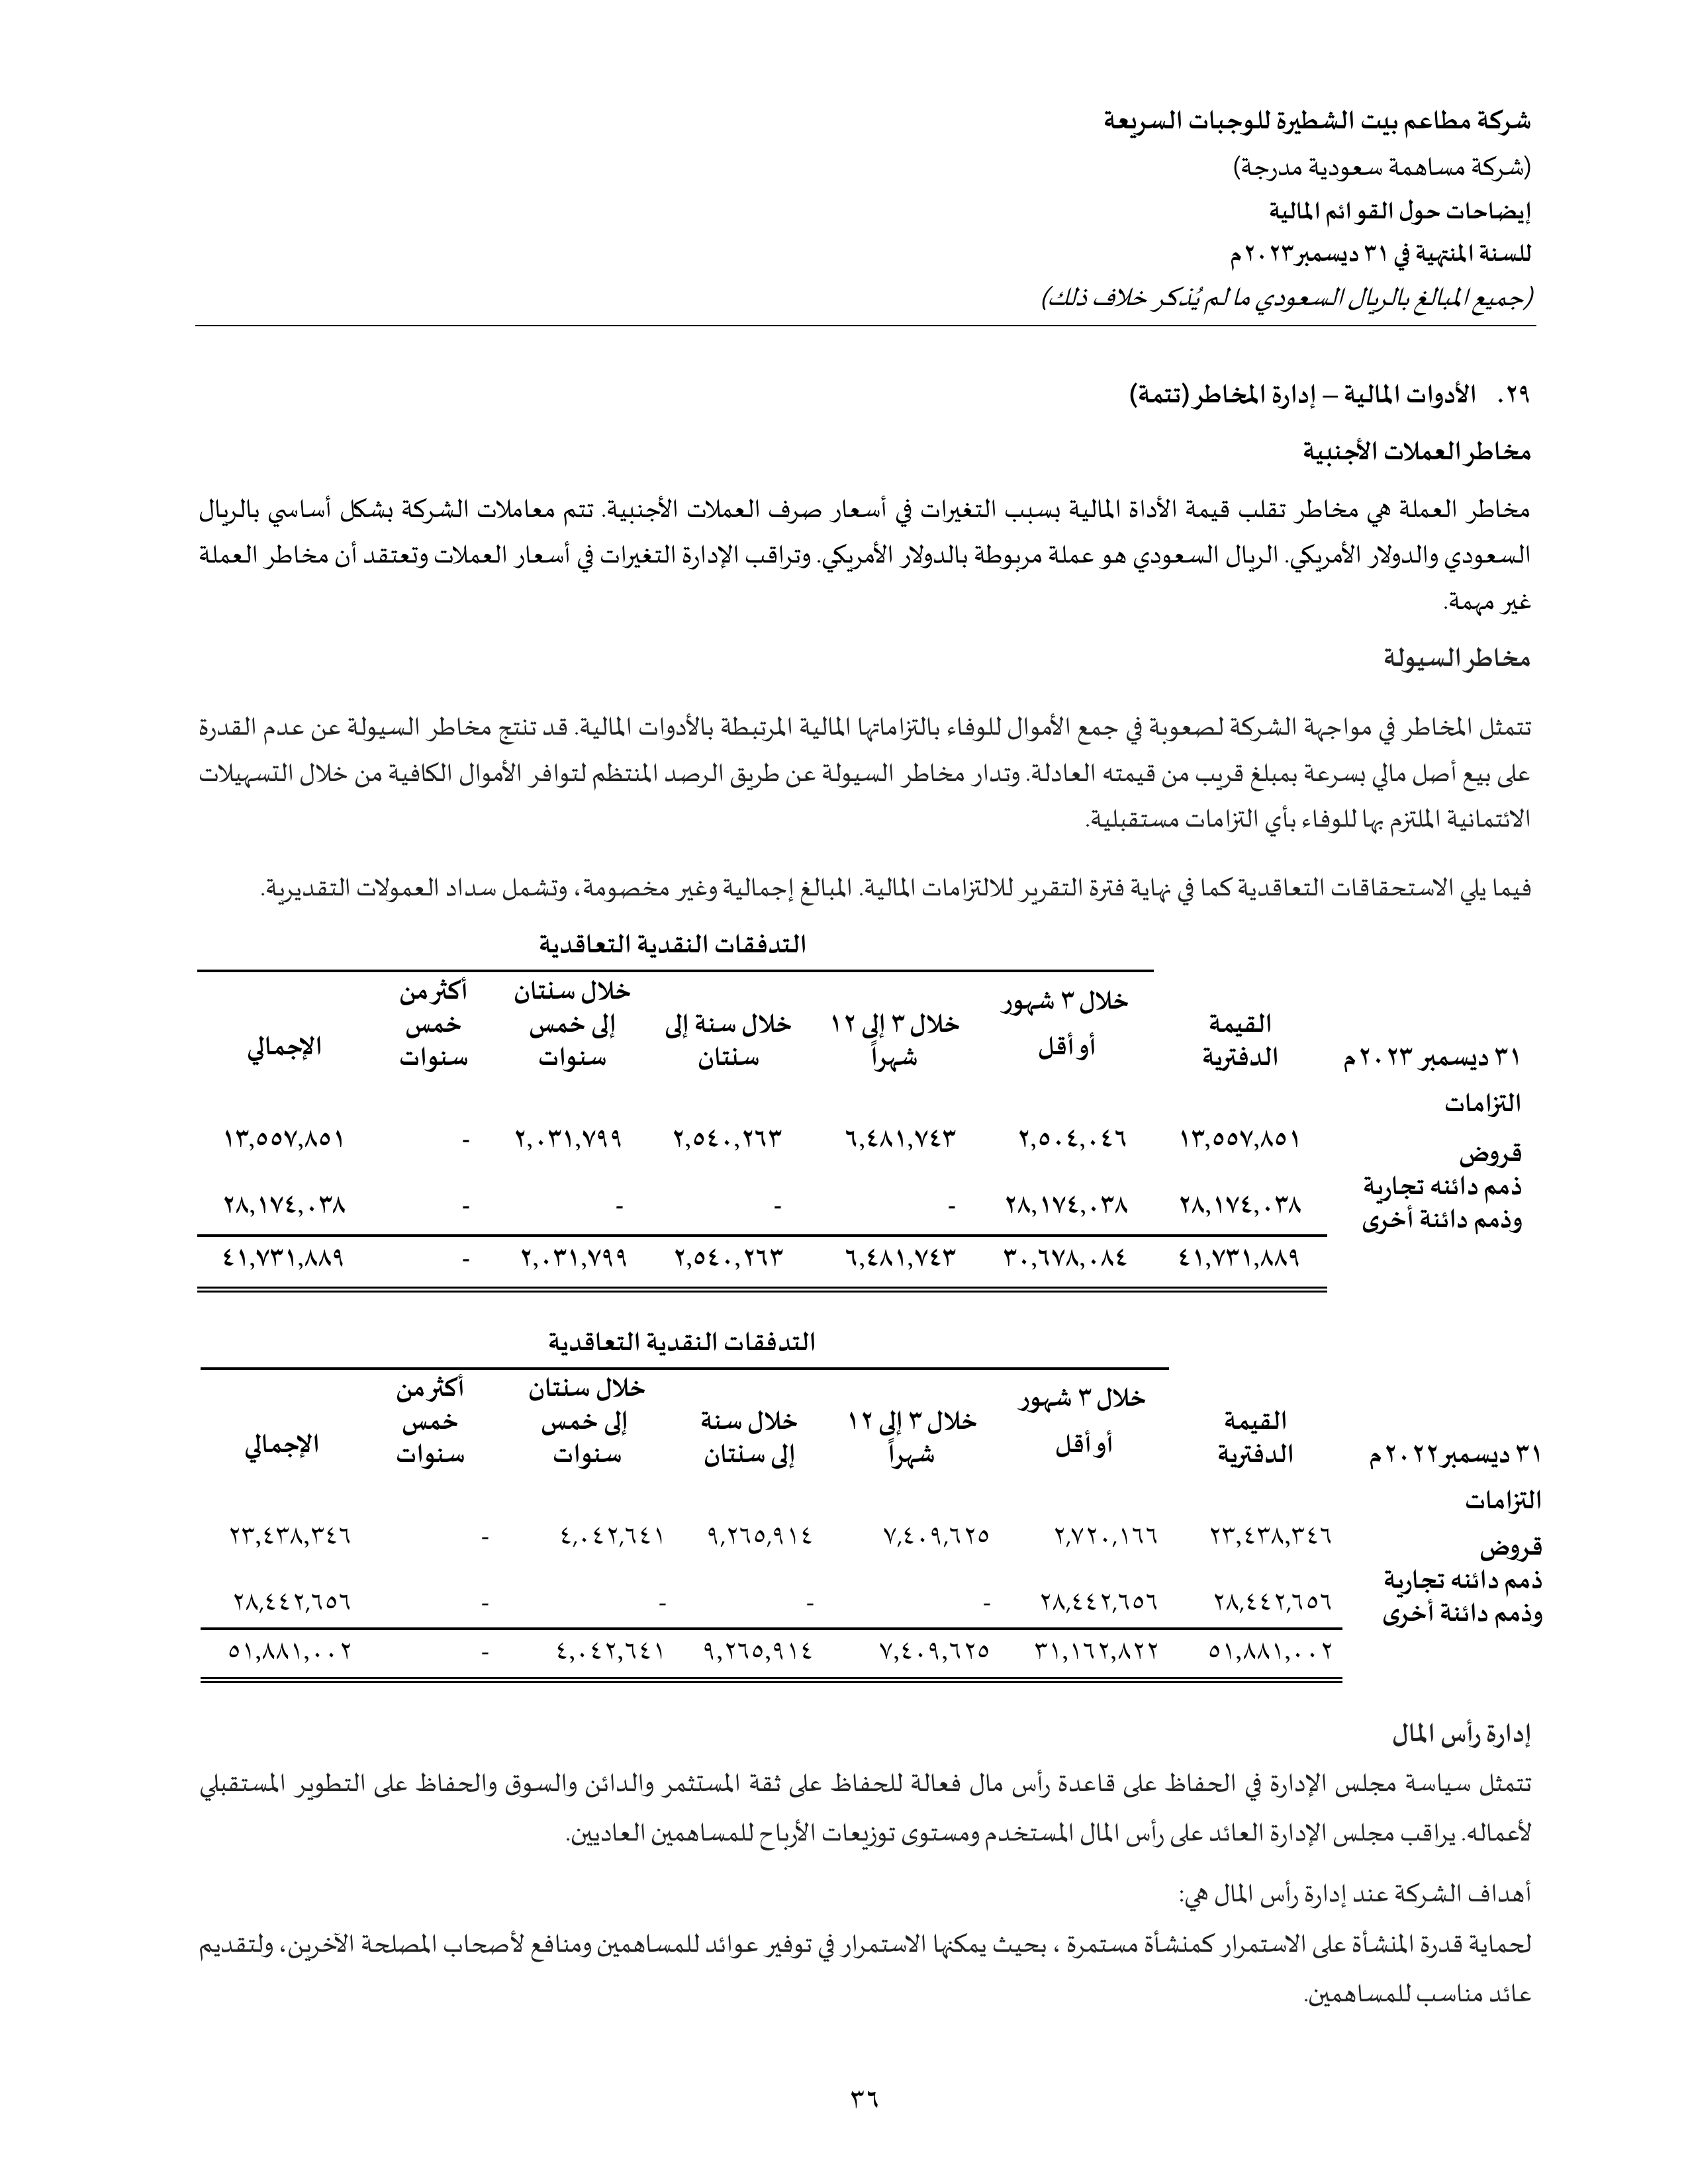 شركة مطاعم بيت الشطيرة للوجبات السريعة
(شركة مساهمة سعودية مدرجة)
إيضاحات حول القوائم المالية
للسنة المنتهية في ٣١ ديسمبر ٢٠٢٣م
(جميع المبالغ بالريال السعودي ما لم يُذكر خلاف ذلك)
٢٩. الأدوات المالية – إدارة المخاطر (تتمة)
مخاطر العملات الأجنبية
مخاطر العملة هي مخاطر تقلب قيمة الأداة المالية بسبب التغيرات في أسعار صرف العملات الأجنبية. تتم معاملات الشركة بشكل أساسي بالريال
السعودي والدولار الأمريكي. الريال السعودي هو عملة مربوطة بالدولار الأمريكي. وتراقب الإدارة التغيرات في أسعار العملات وتعتقد أن مخاطر العملة
غير مهمة.
مخاطر السيولة
تتمثل المخاطر في مواجهة الشركة لصعوبة في جمع الأموال للوفاء بالتزاماتها المالية المرتبطة بالأدوات المالية. قد تنتج مخاطر السيولة عن عدم القدرة
على بيع أصل مالي بسرعة بمبلغ قريب من قيمته العادلة. وتدار مخاطر السيولة عن طريق الرصد المنتظم لتوافر الأموال الكافية من خلال التسهيلات
الائتمانية الملتزم بها للوفاء بأي التزامات مستقبلية.
فيما يلي الاستحقاقات التعاقدية كما في نهاية فترة التقرير للالتزامات المالية. المبالغ إجمالية وغير مخصومة، وتشمل سداد العمولات التقديرية.
التدفقات النقدية التعاقدية
خلال سنتان أكثر من
خلال ٣ شهور
القيمة خلال ٣ إلى ١٢ خلال سنة إلى إلى خمس خمس
أو أقل الإجمالي
٣١ ديسمبر ٢٠٢٣م الدفترية شهراً سنتان سنوات سنوات
التزامات
قروض ١٣,٥٥٧,٨٥١ ٢,٥٠٤,٠٤٦ ٦,٤٨١,٧٤٣ ٢,٥٤٠,٢٦٣ ٢,٠٣١,٧٩٩ - ١٣,٥٥٧,٨٥١
ذمم دائنه تجارية
وذمم دائنة أخرى ٢٨,١٧٤,٠٣٨ ٢٨,١٧٤,٠٣٨ - - - - ٢٨,١٧٤,٠٣٨
٤١,٧٣١,٨٨٩ ٣٠,٦٧٨,٠٨٤ ٦,٤٨١,٧٤٣ ٢,٥٤٠,٢٦٣ ٢,٠٣١,٧٩٩ - ٤١,٧٣١,٨٨٩
التدفقات النقدية التعاقدية
خلال سنتان أكثر من
خلال ٣ شهور
القيمة خلال ٣ إلى ١٢ خلال سنة إلى خمس خمس
أو أقل الإجمالي
٣١ ديسمبر ٢٠٢٢م الدفترية شهراً إلى سنتان سنوات سنوات
التزامات
قروض ٢٣,٤٣٨,٣٤٦ ٢,٧٢٠,١٦٦ ٧,٤٠٩,٦٢٥ ٩,٢٦٥,٩١٤ ٤,٠٤٢,٦٤١ - ٢٣,٤٣٨,٣٤٦
ذمم دائنه تجارية
وذمم دائنة أخرى ٢٨,٤٤٢,٦٥٦ ٢٨,٤٤٢,٦٥٦ - - - - ٢٨,٤٤٢,٦٥٦
٥١,٨٨١,٠٠٢ ٣١,١٦٢,٨٢٢ ٧,٤٠٩,٦٢٥ ٩,٢٦٥,٩١٤ ٤,٠٤٢,٦٤١ - ٥١,٨٨١,٠٠٢
إدارة رأس المال
تتمثل سياسة مجلس الإدارة في الحفاظ على قاعدة رأس مال فعالة للحفاظ على ثقة المستثمر والدائن والسوق والحفاظ على التطوير المستقبلي
لأعماله. يراقب مجلس الإدارة العائد على رأس المال المستخدم ومستوى توزيعات الأرباح للمساهمين العاديين.
أهداف الشركة عند إدارة رأس المال هي:
لحماية قدرة المنشأة على الاستمرار كمنشأة مستمرة ، بحيث يمكنها الاستمرار في توفير عوائد للمساهمين ومنافع لأصحاب المصلحة الآخرين، ولتقديم
عائد مناسب للمساهمين.
٣٦